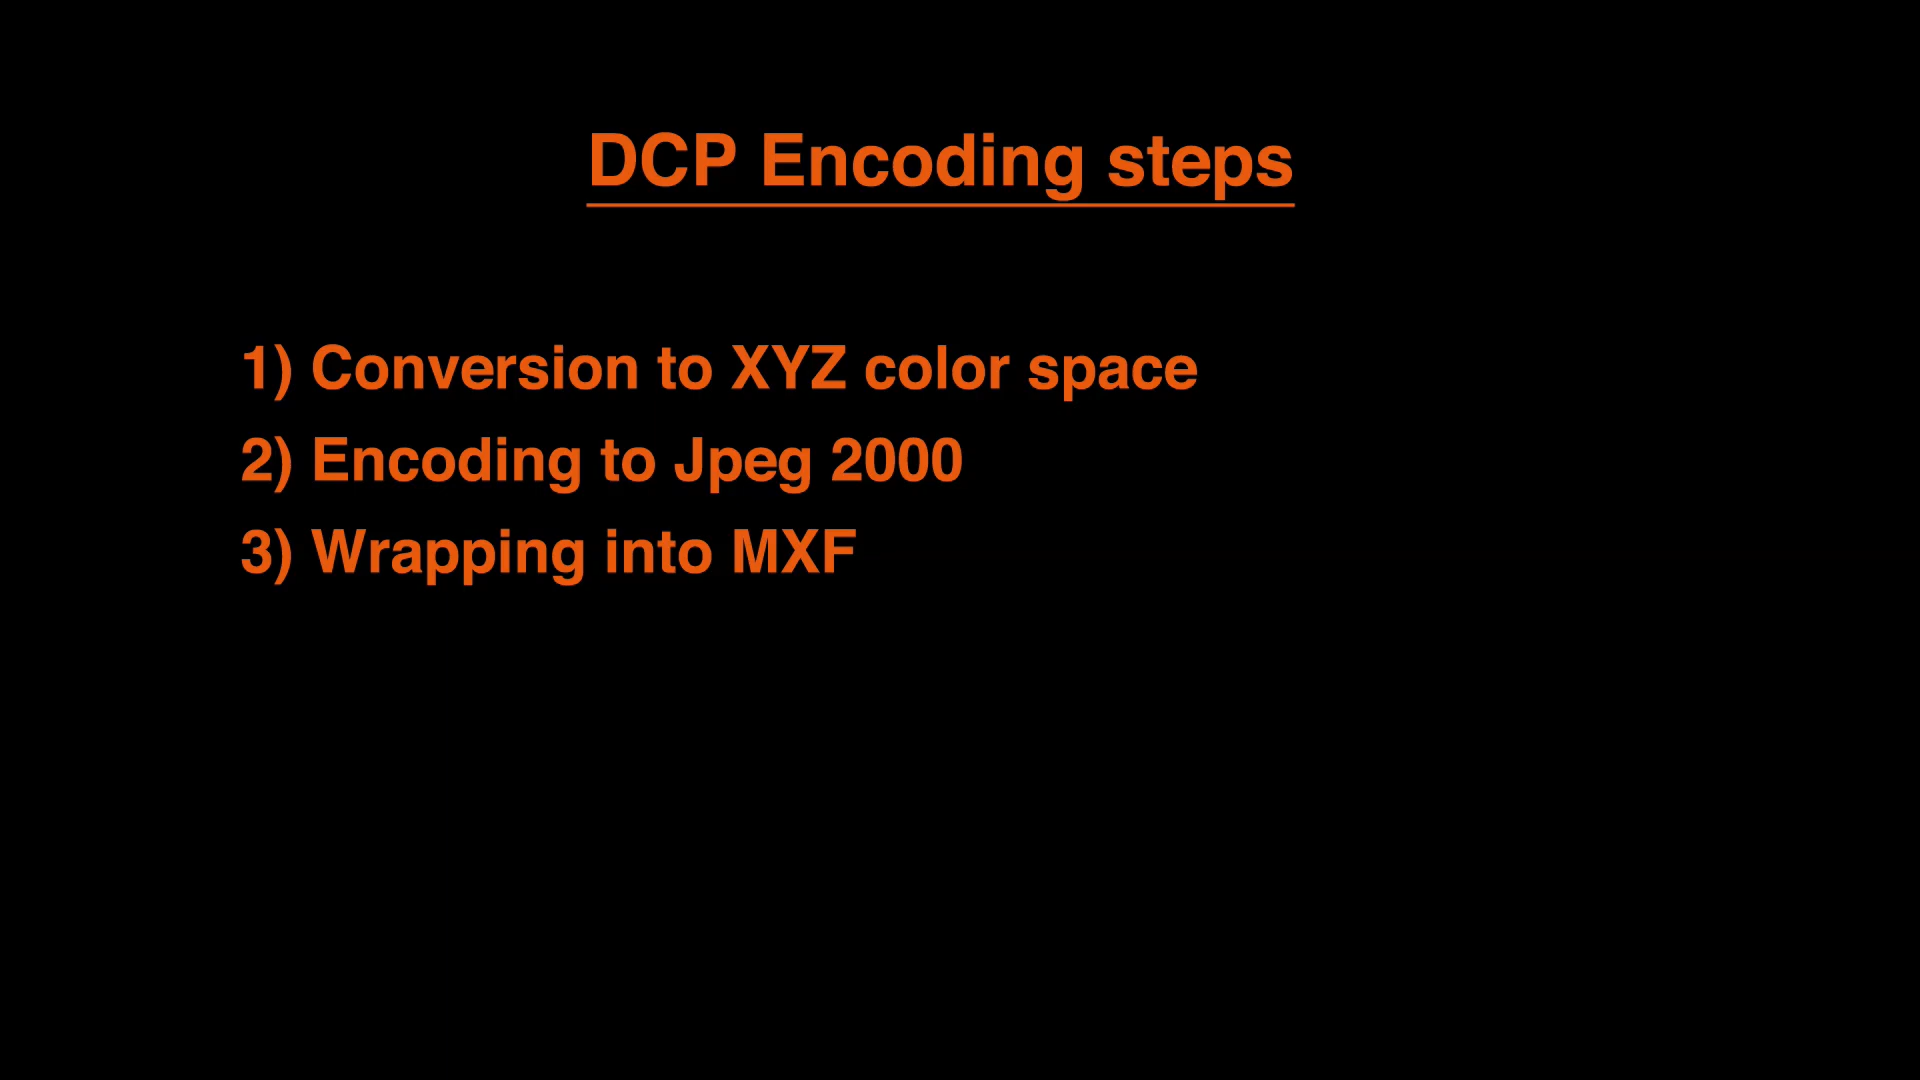 DCP Encoding steps
1) Conversion to XYZ color space
2) Encoding to Jpeg 2000
3) Wrapping into MXF